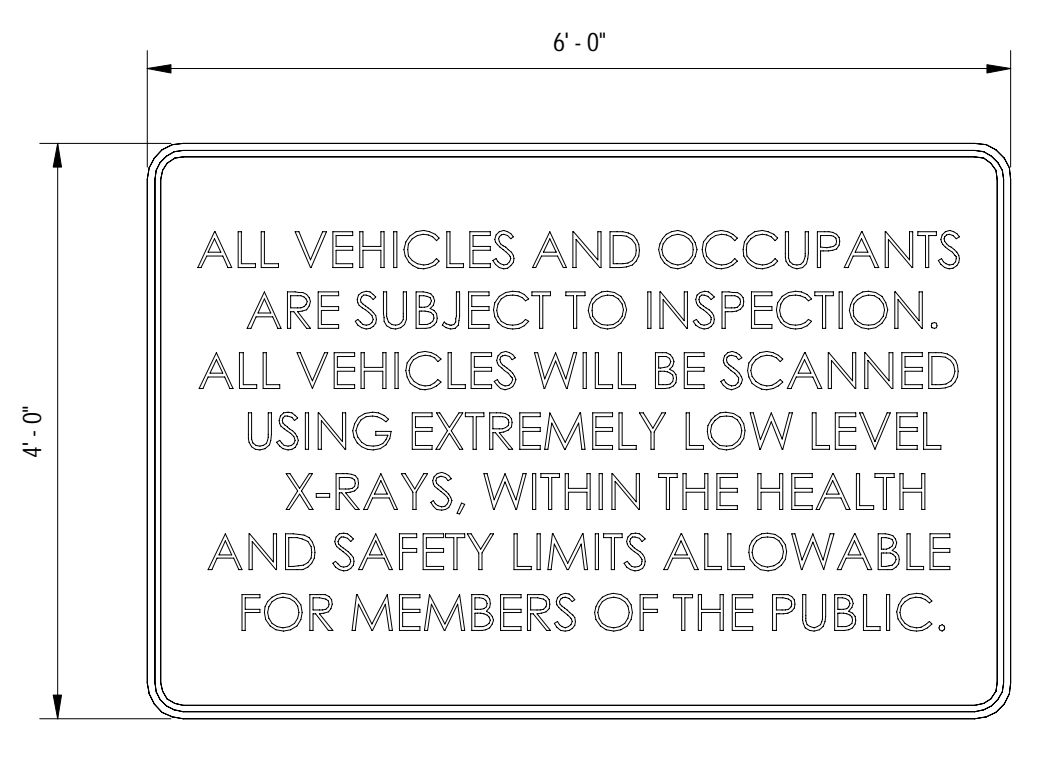 6' - 0"
4' - 0"
ALL VEHICLES AND OCCUPANTS
ARE SUBJECT TO INSPECTION.
ALL VEHICLES WILL BE SCANNED
USING EXTREMELY LOW LEVEL
X-RAYS, WITHIN THE HEALTH
AND SAFETY LIMITS ALLOWABLE
FOR MEMBERS OF THE PUBLIC.